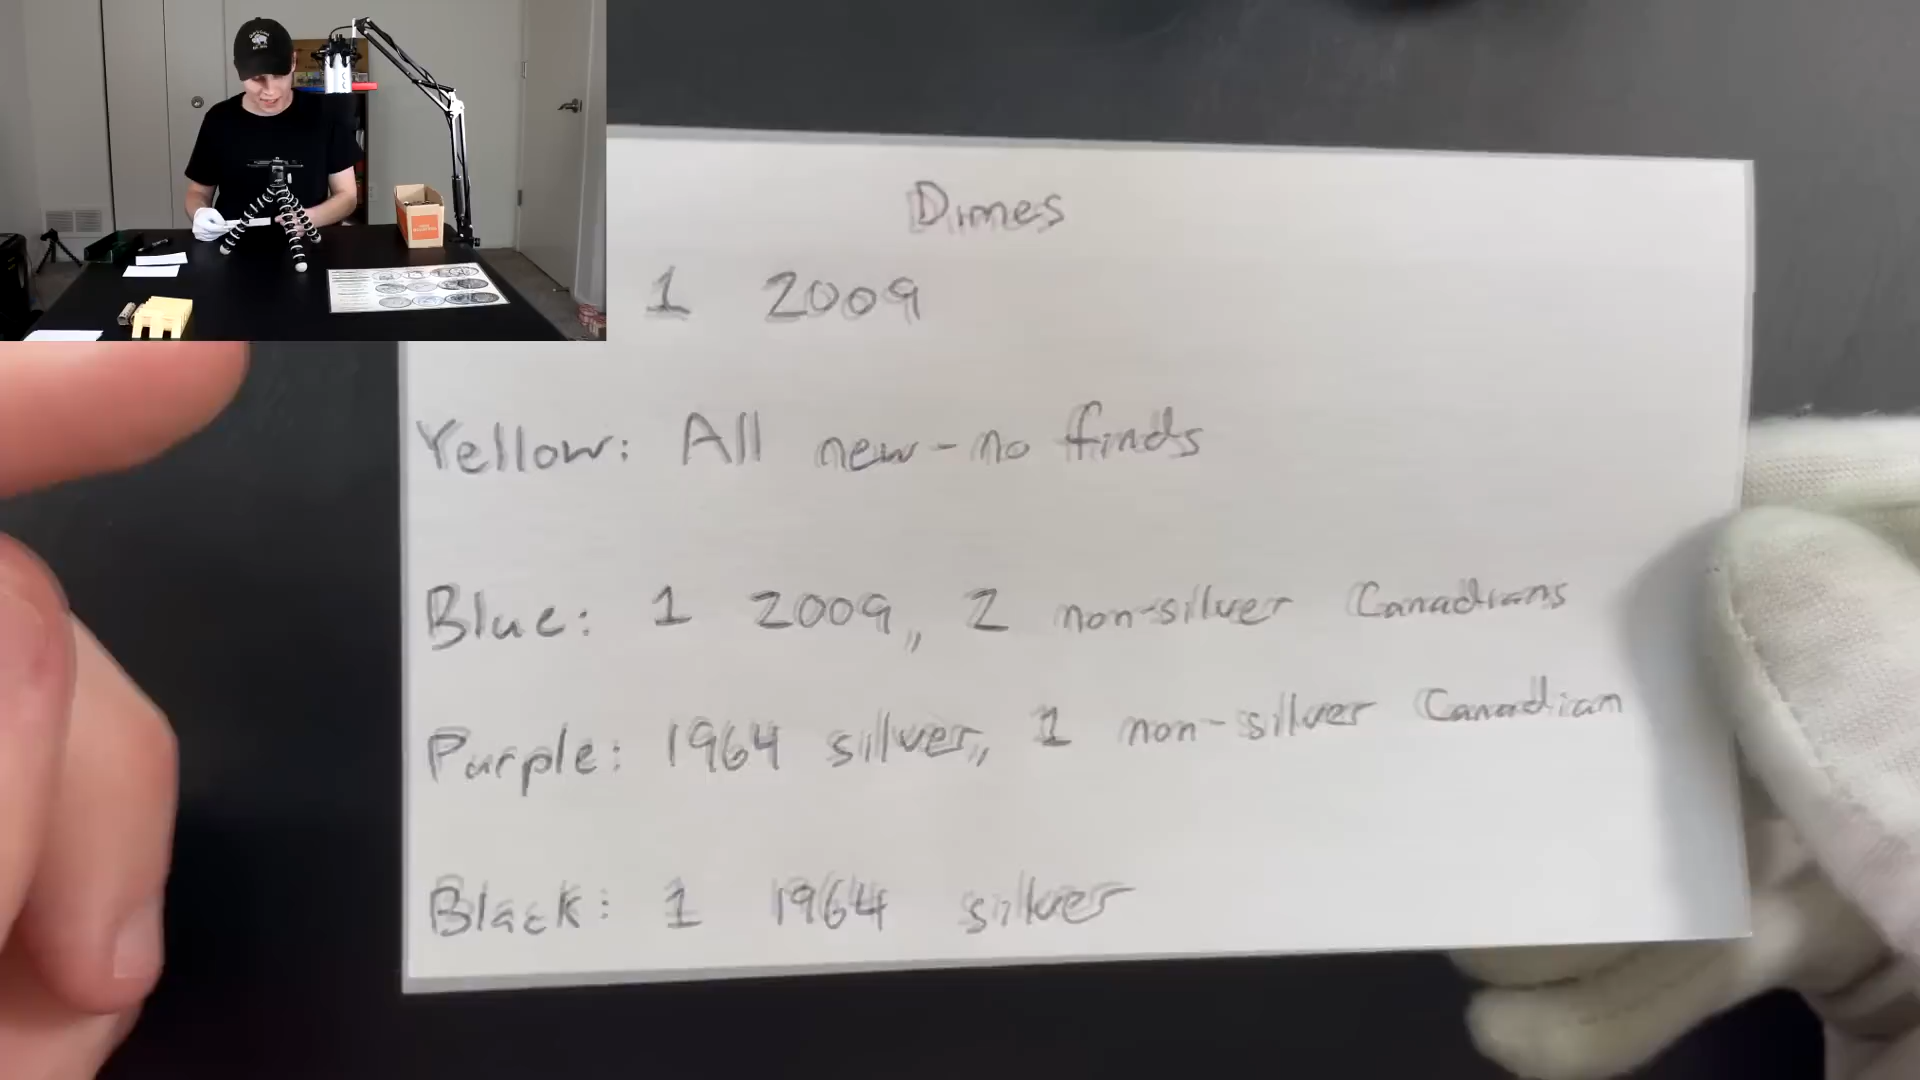 Dimes
1 2009
Yellow: All new-no finds
Blue: 1 2009,, 2 non-silver Canadians
Purple: 1964 silver,, 1 non-silver Canadian
Black: 1 1964 silver